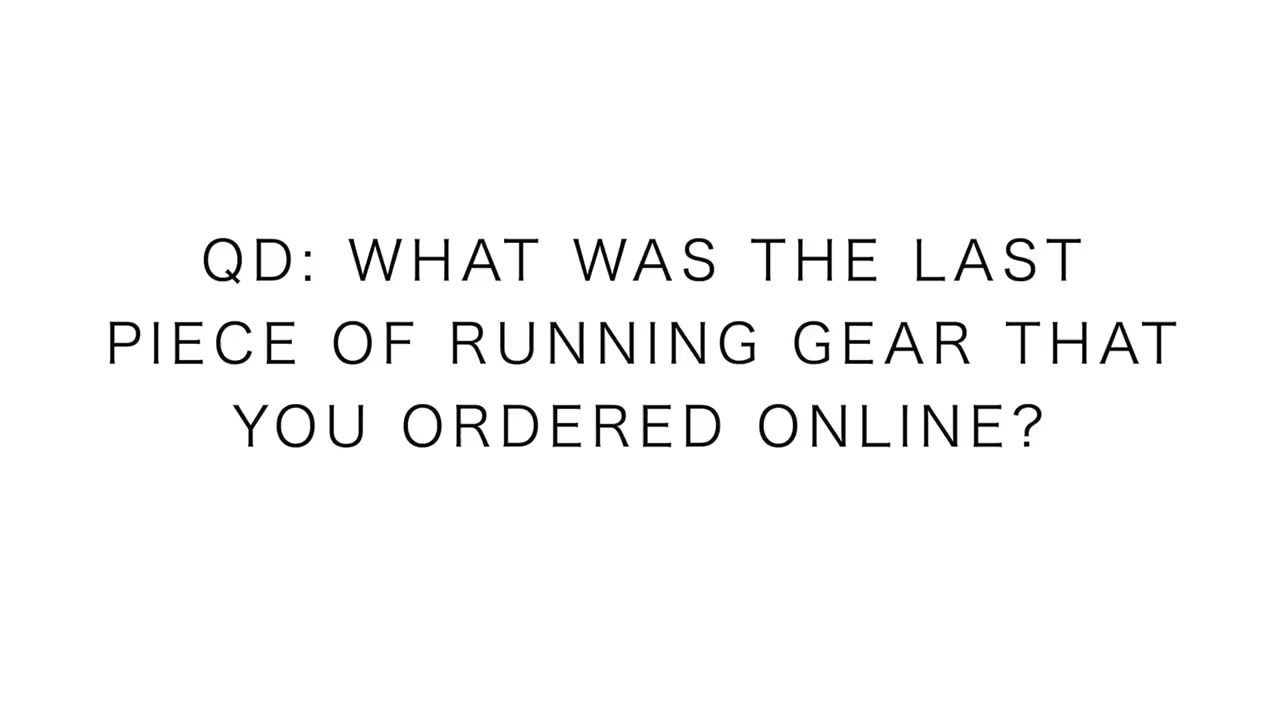 QD: WHAT WAS THE LAST
PIECE OF RUNNING GEAR THAT
YOU ORDERED ONLINE?